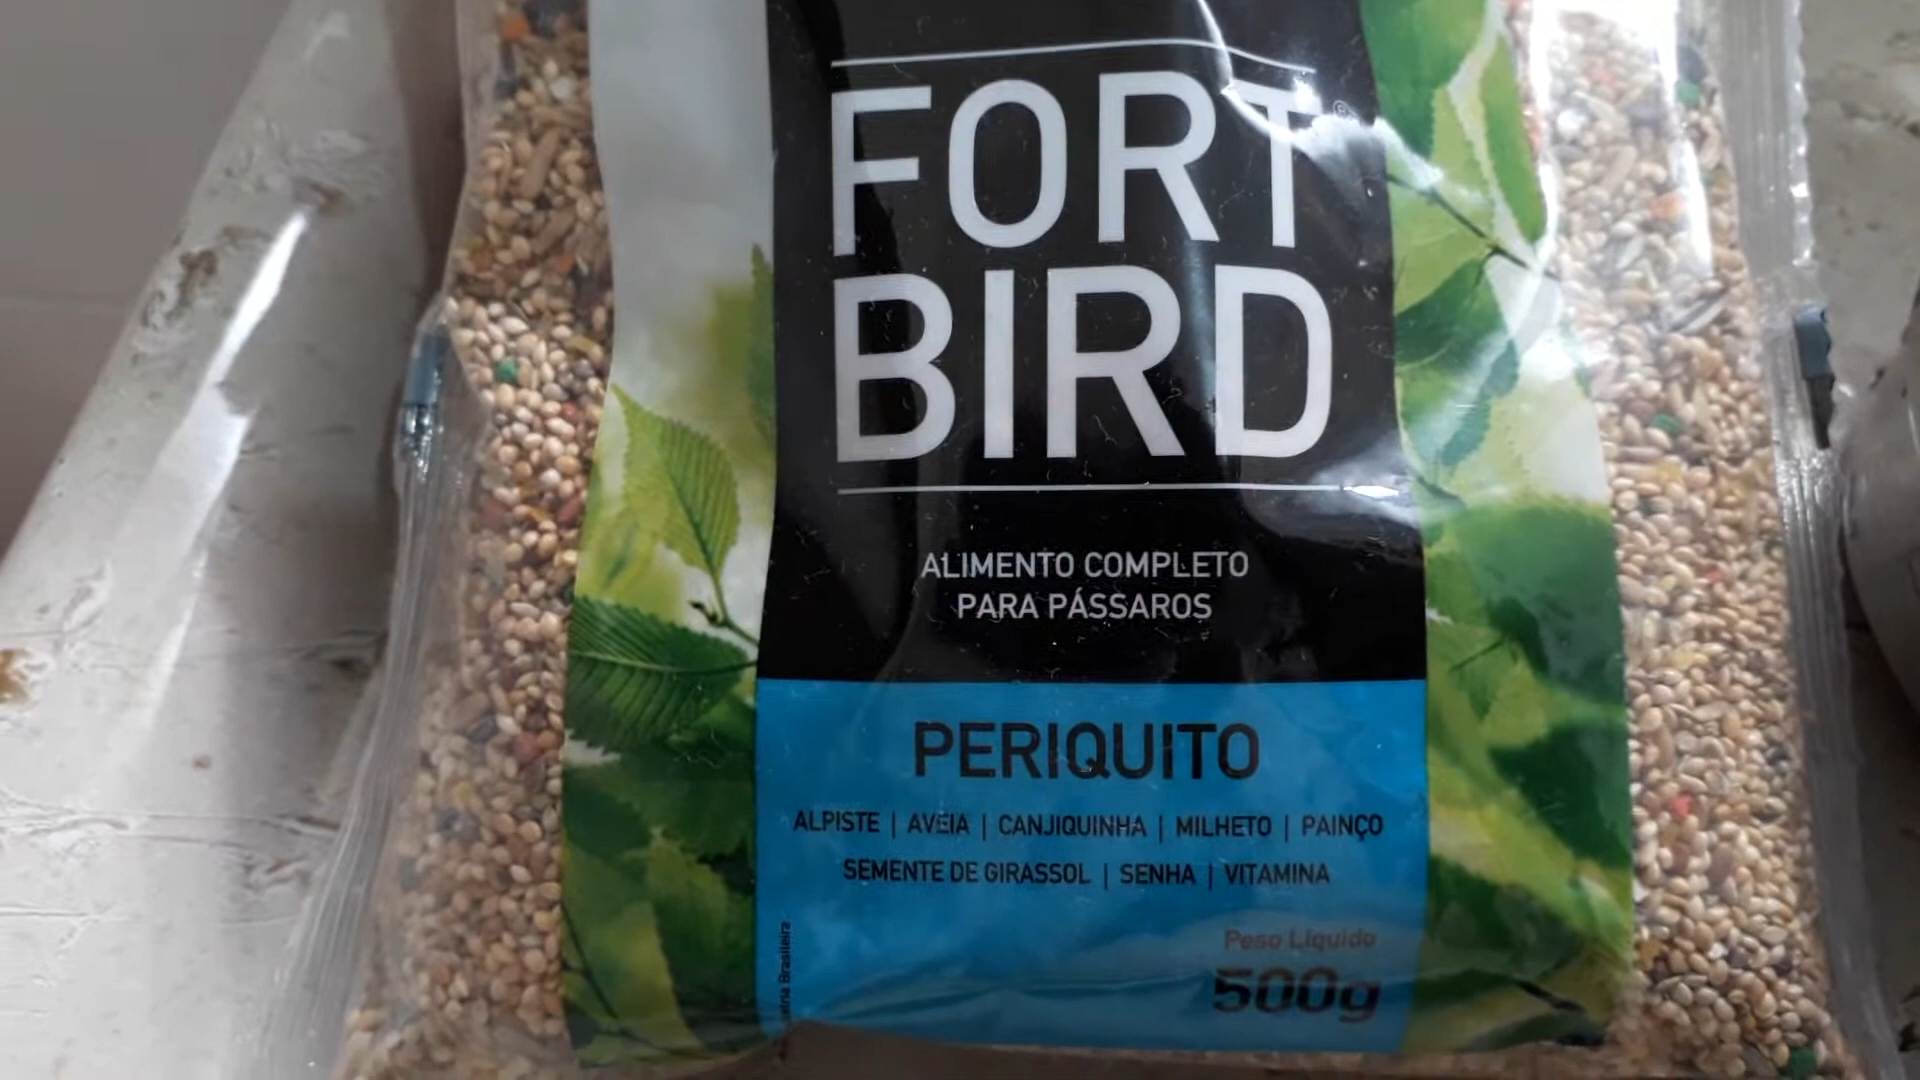 FORT
BIRD
ALIMENTO COMPLETO
PARA PÁSSAROS
PERIQUITO
ALPISTE | AVEIA | CANJIQUINHA | MILHETO | PAINÇO
SEMENTE DE GIRASSOL | SENHA | VITAMINA
Peso Líquido
500g
Brasileira